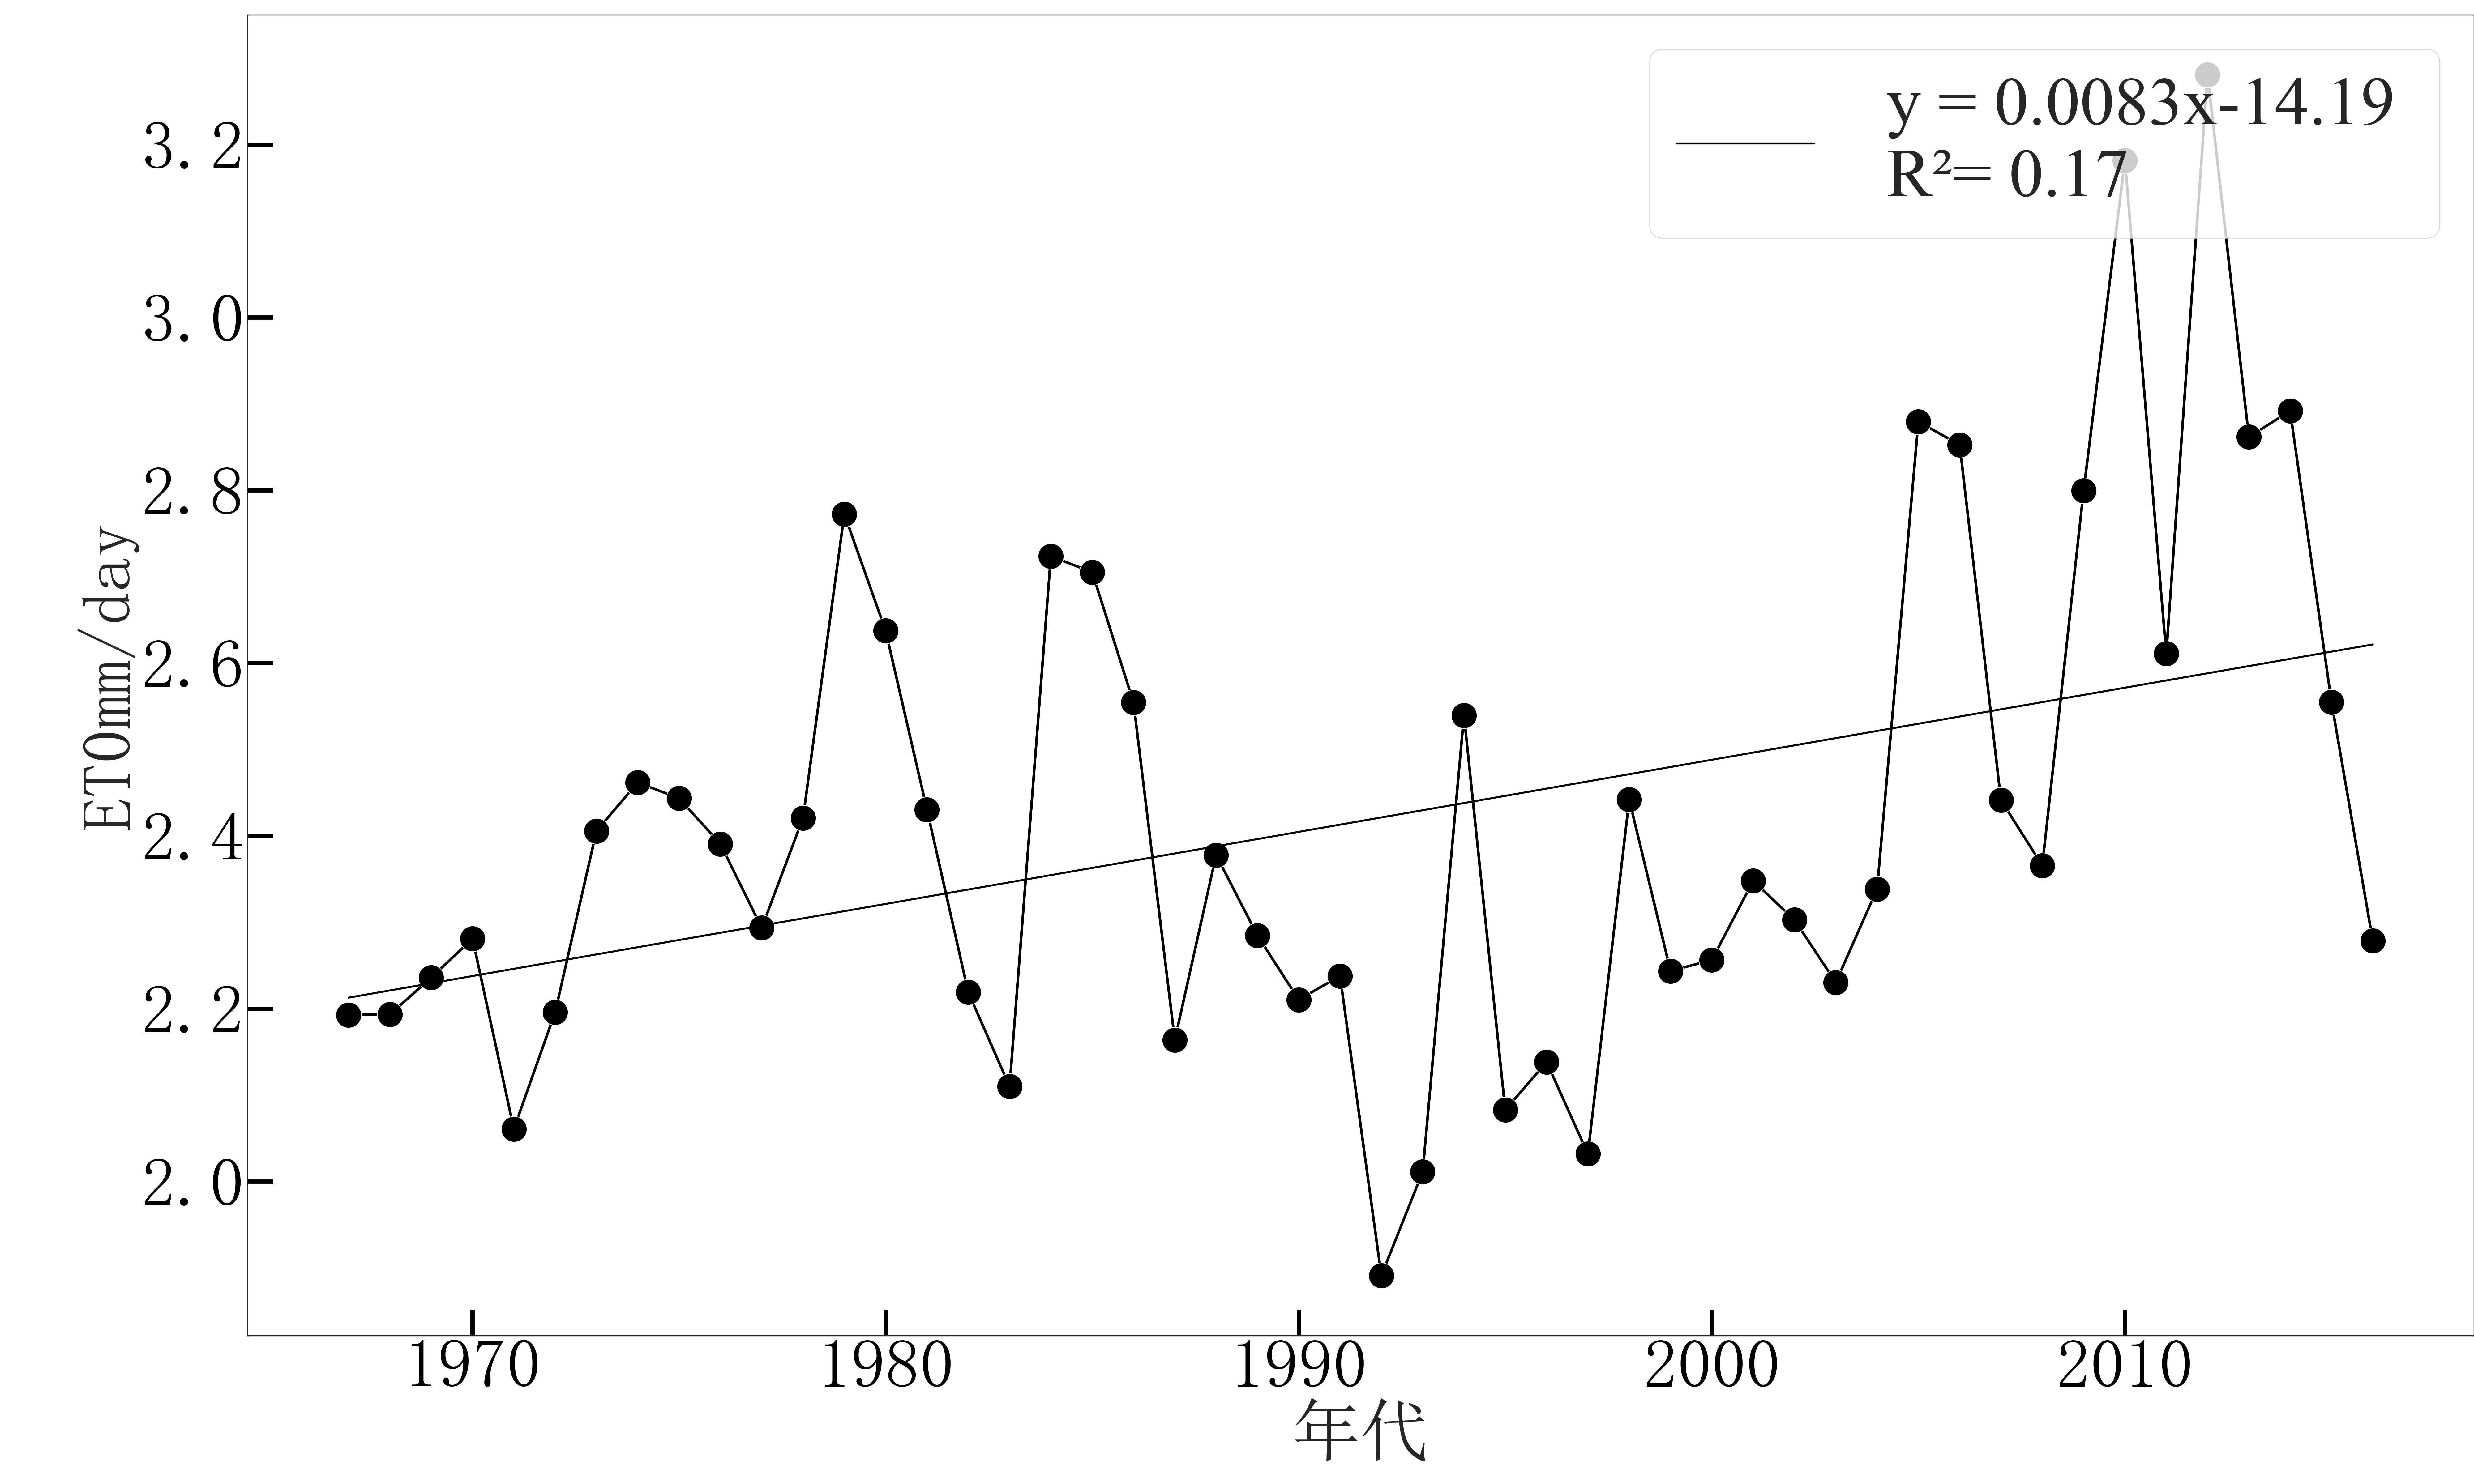 y = 0.0083x-14.19
R²= 0.17
3.2
3.0
2.8
2.6
2.4
2.2
2.0
ET0mm/day
1970 1980 1990 2000 2010
年代